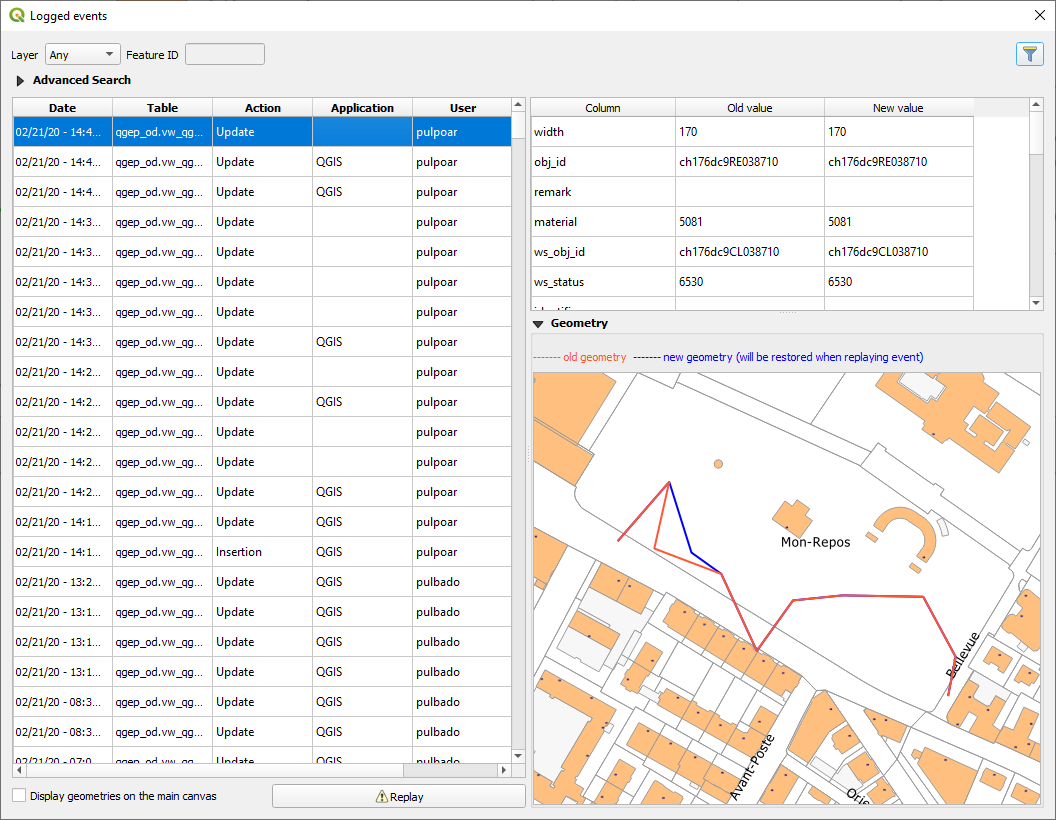 Logged events
Layer Any Feature ID
Advanced Search
Date Table Action Application User
02/21/20 - 14:4... qgep_od.vw_qg... Update pulpoar
02/21/20 - 14:4... qgep_od.vw_qg... Update QGIS pulpoar
02/21/20 - 14:4... qgep_od.vw_qg... Update QGIS pulpoar
02/21/20 - 14:3... qgep_od.vw_qg... Update pulpoar
02/21/20 - 14:3... qgep_od.vw_qg... Update pulpoar
02/21/20 - 14:3... qgep_od.vw_qg... Update pulpoar
02/21/20 - 14:3... qgep_od.vw_qg... Update pulpoar
02/21/20 - 14:3... qgep_od.vw_qg... Update QGIS pulpoar
02/21/20 - 14:2... qgep_od.vw_qg... Update pulpoar
02/21/20 - 14:2... qgep_od.vw_qg... Update QGIS pulpoar
02/21/20 - 14:2... qgep_od.vw_qg... Update pulpoar
02/21/20 - 14:2... qgep_od.vw_qg... Update pulpoar
02/21/20 - 14:2... qgep_od.vw_qg... Update QGIS pulpoar
02/21/20 - 14:1... qgep_od.vw_qg... Update QGIS pulpoar
02/21/20 - 14:1... qgep_od.vw_qg... Insertion QGIS pulpoar
02/21/20 - 13:2... qgep_od.vw_qg... Update QGIS pulbado
02/21/20 - 13:1... qgep_od.vw_qg... Update QGIS pulbado
02/21/20 - 13:1... qgep_od.vw_qg... Update QGIS pulbado
02/21/20 - 13:1... qgep_od.vw_qg... Update QGIS pulbado
02/21/20 - 08:3... qgep_od.vw_qg... Update QGIS pulbado
02/21/20 - 08:3... qgep_od.vw_qg... Update QGIS pulbado
02/21/20 - 07:0... qgep_od.vw_qg... Update QGIS pulbado
Display geometries on the main canvas
Replay
Column Old value New value
width 170 170
obj_id ch176dc9RE038710 ch176dc9RE038710
remark
material 5081 5081
ws_obj_id ch176dc9CL038710 ch176dc9CL038710
ws_status 6530 6530
Geometry
------- old geometry ------- new geometry (will be restored when replaying event)
Mon-Repos
Bellevue
Avant-Poste